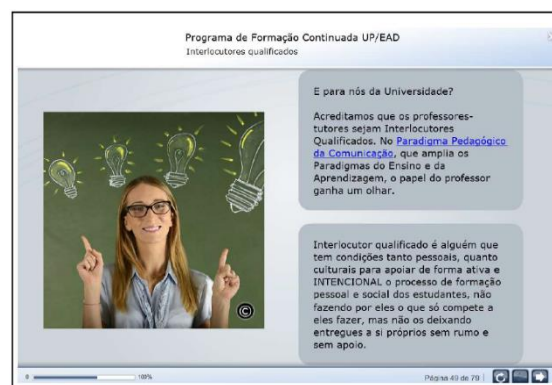 Programa de Formação Continuada UP/EAD
Interlocutores qualificados
E para nós da Universidade?
Acreditamos que os professores-
tutores sejam Interlocutores
Qualificados. No Paradigma Pedagógico
da Comunicação, que amplia os
Paradigmas do Ensino e da
Aprendizagem, o papel do professor
ganha um olhar.
Interlocutor qualificado é alguém que
tem condições tanto pessoais, quanto
culturais para apoiar de forma ativa e
INTENCIONAL o processo de formação
pessoal e social dos estudantes, não
fazendo por eles o que só compete a
eles fazer, mas não os deixando
entregues a si próprios sem rumo e
sem apoio.
©
0 100% Página 49 de 79